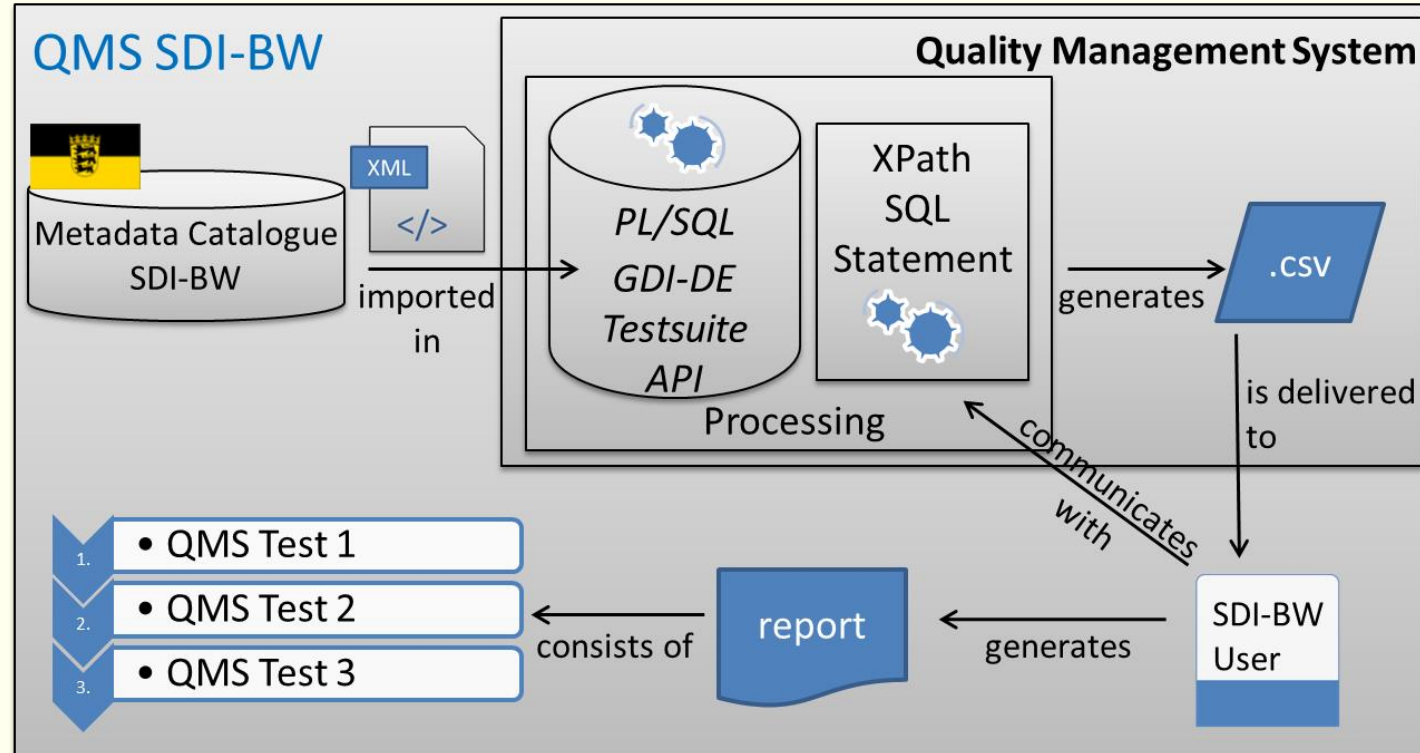 QMS SDI-BW
Quality Management System
Metadata Catalogue
SDI-BW
XML
</>
imported
in
PL/SQL
GDI-DE
Testsuite
API
XPath
SQL
Statement
Processing
generates
.csv
is delivered
to
communicates
with
SDI-BW
User
generates
report
consists of
1.
• QMS Test 1
2.
• QMS Test 2
3.
• QMS Test 3